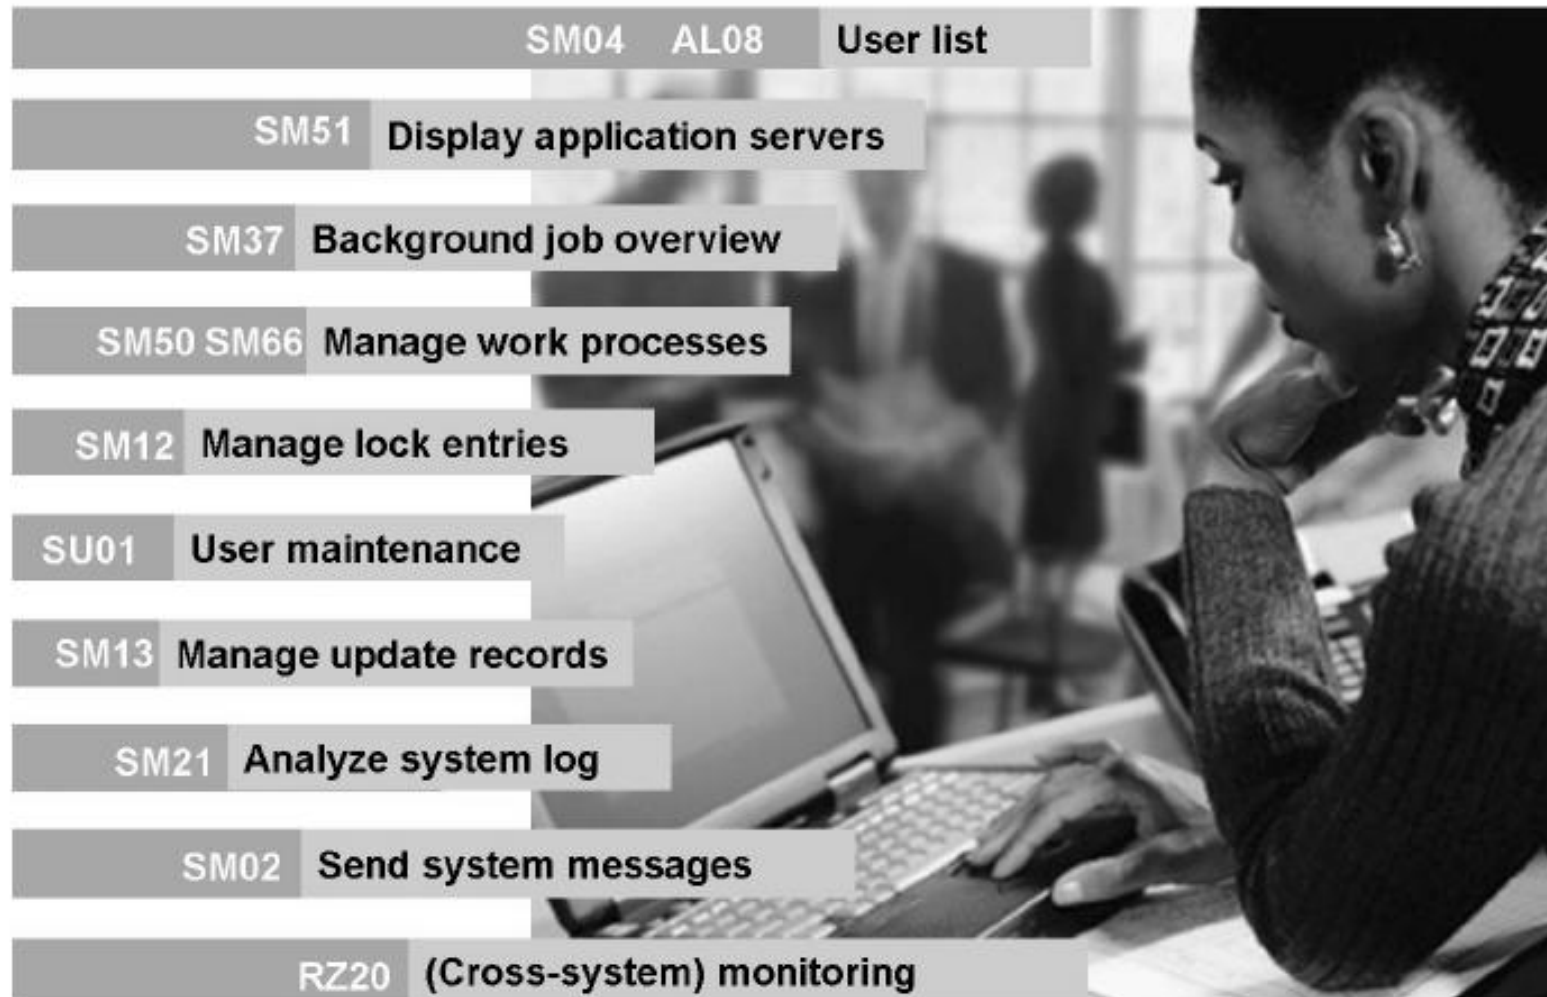 SM04 AL08 User list
SM51 Display application servers
SM37 Background job overview
SM50 SM66 Manage work processes
SM12 Manage lock entries
SU01 User maintenance
SM13 Manage update records
SM21 Analyze system log
SM02 Send system messages
RZ20 (Cross-system) monitoring